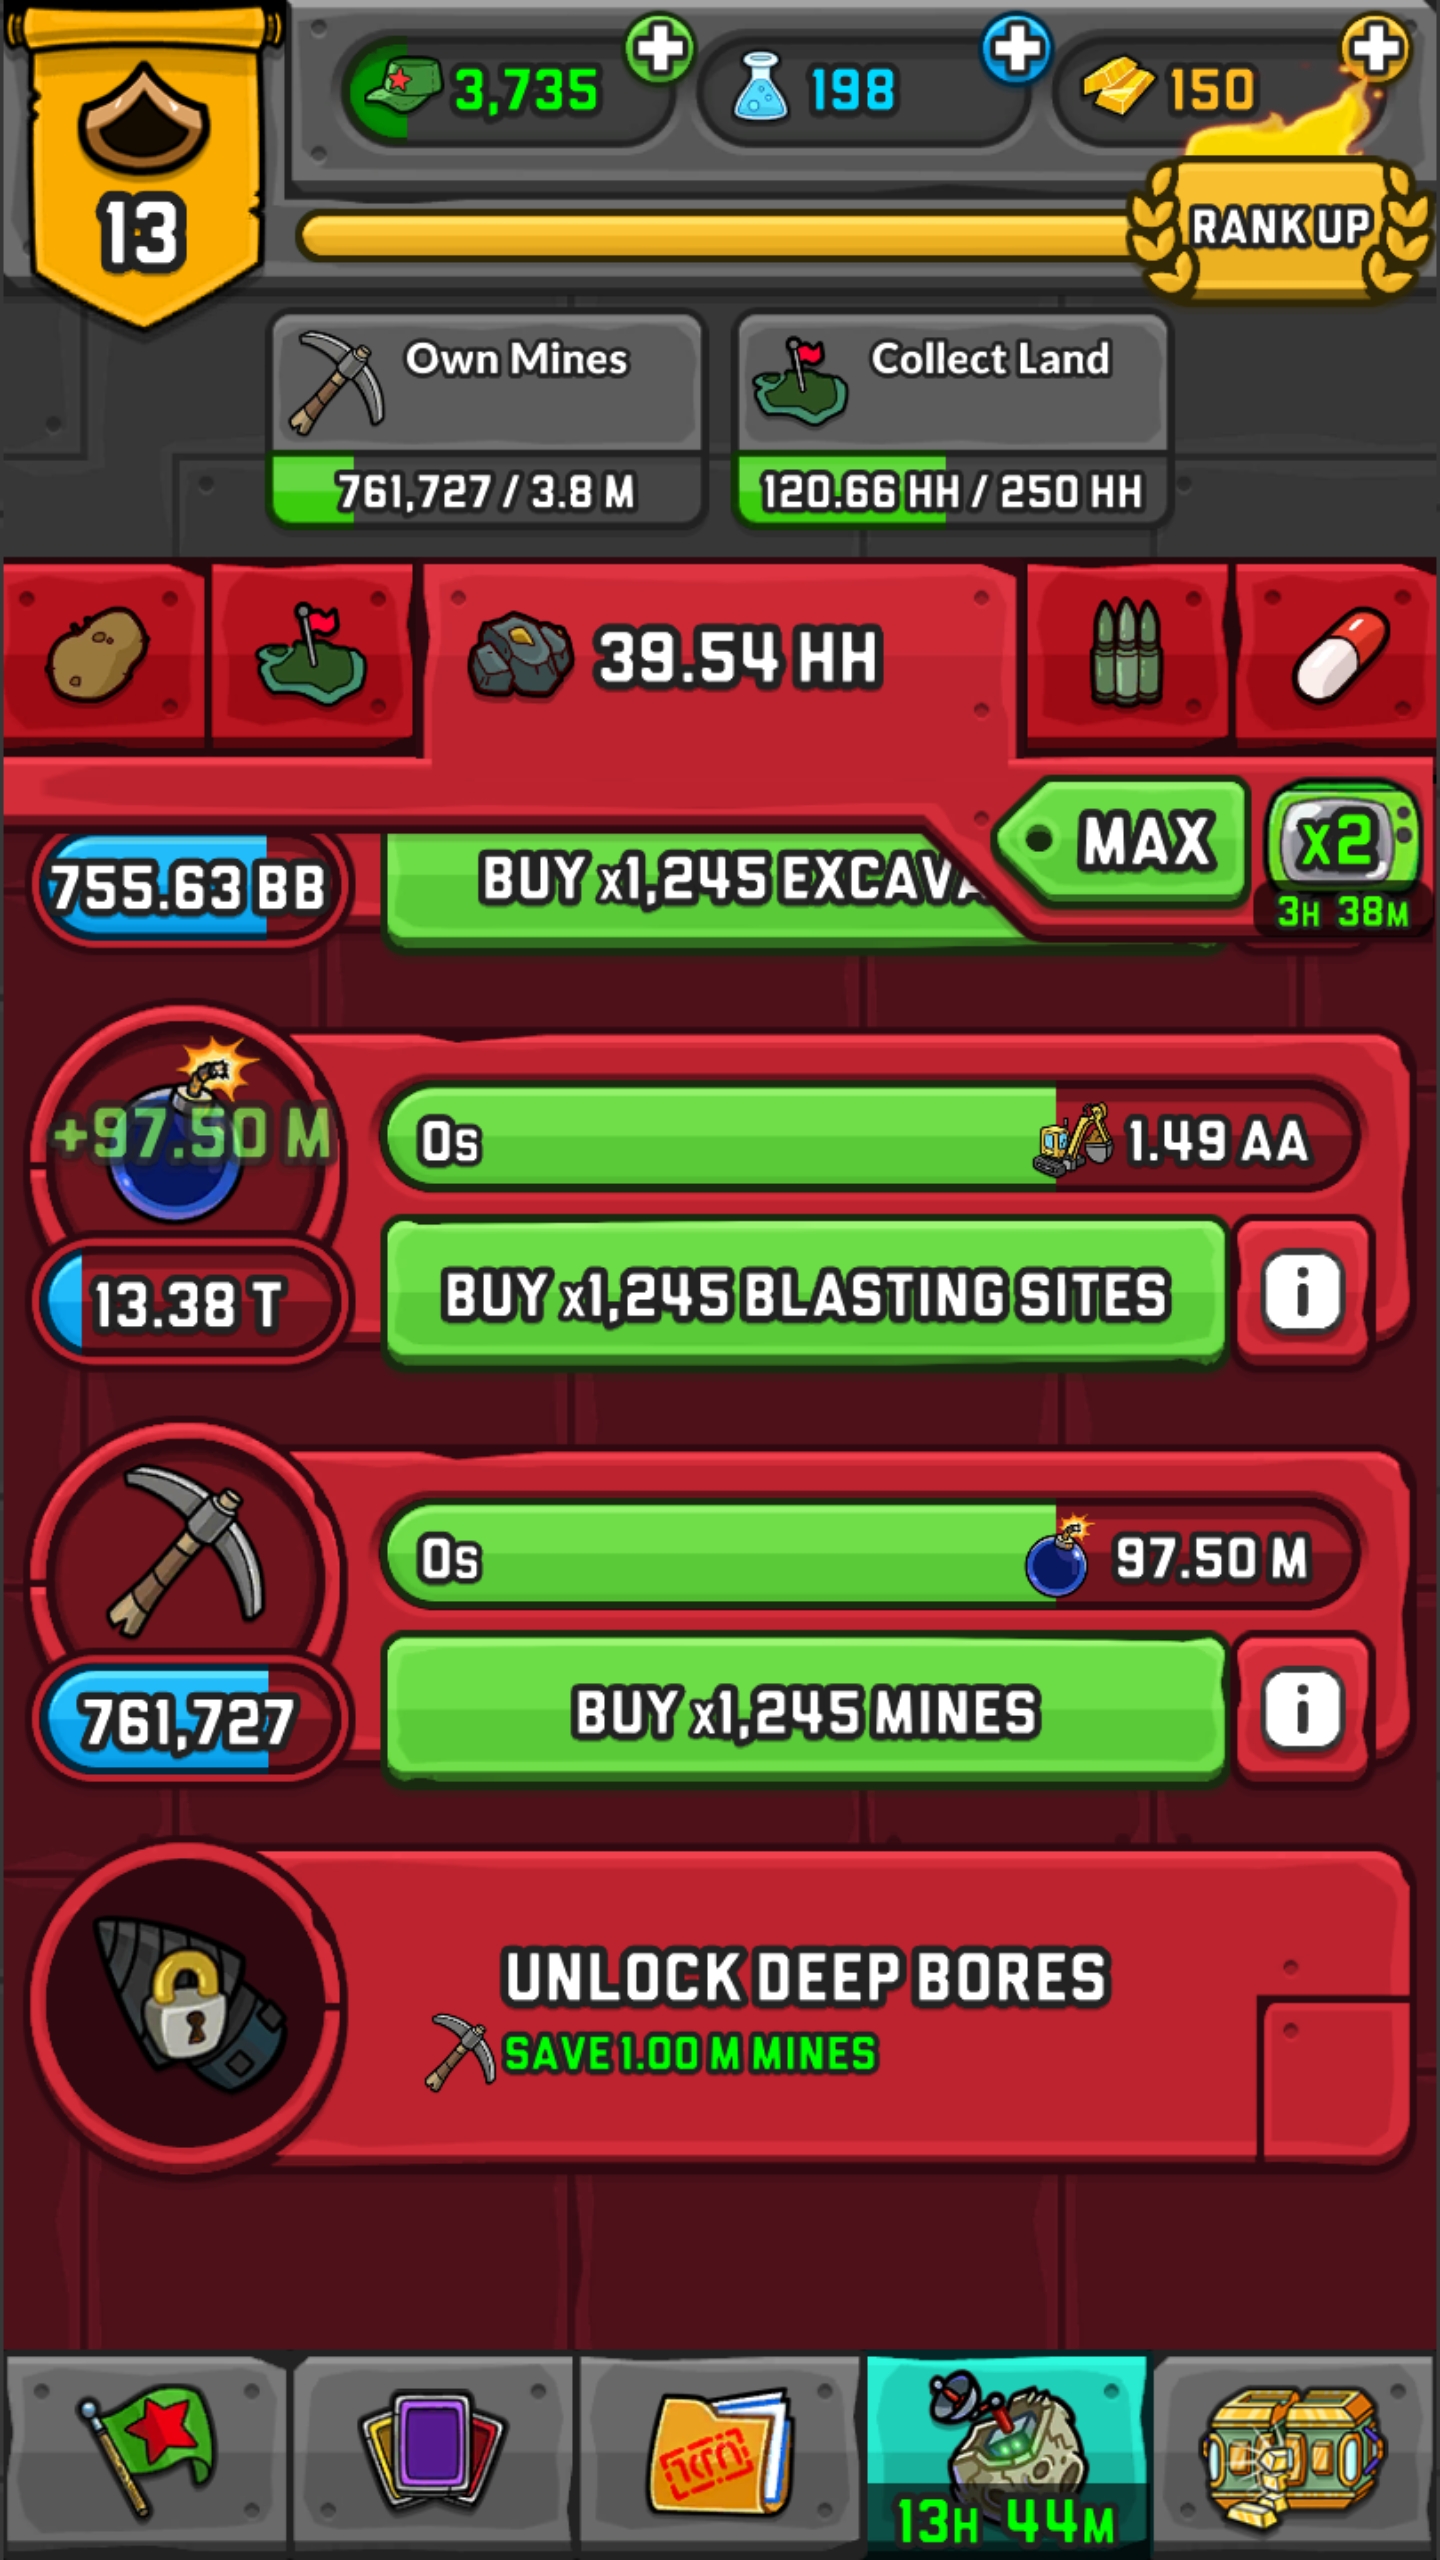 3,735
198
150
13
RANK UP
Own Mines
761,727 / 3.8 M
Collect Land
120.66 HH / 250 HH
39.54 HH
MAX
x2
3H 38M
755.63 BB
BUY x1,245
+97.50 M
0s
1.49 AA
13.38 T
BUY x1,245 BLASTING SITES
i
0s
97.50 M
761,727
BUY x1,245 MINES
i
UNLOCK DEEP BORES
SAVE 1.00 M MINES
13H 44M